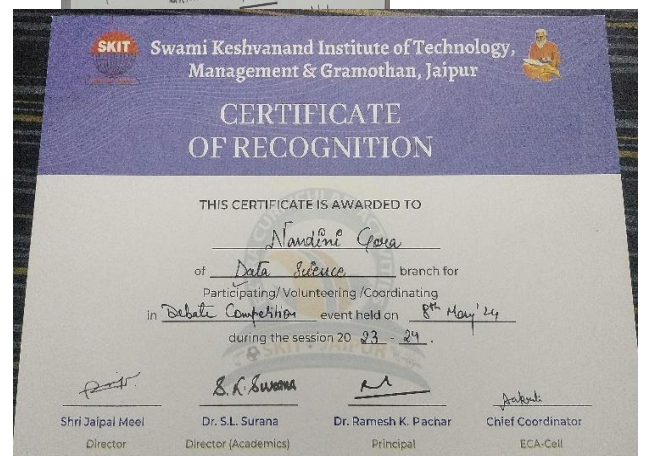 SKIT
Swami Keshvanand Institute of Technology,
Management & Gramothan, Jaipur
CERTIFICATE
OF RECOGNITION
THIS CERTIFICATE IS AWARDED TO
Nandini Gora
of Data Science branch for
Participating/ Volunteering /Coordinating
in Debate Competition event held on 8th May'24
during the session 20 23 - 24 .
S.L. Surana
Shri Jaipal Meel Dr. S.L. Surana Dr. Ramesh K. Pachar Chief Coordinator
Director Director (Academics) Principal ECA-Cell